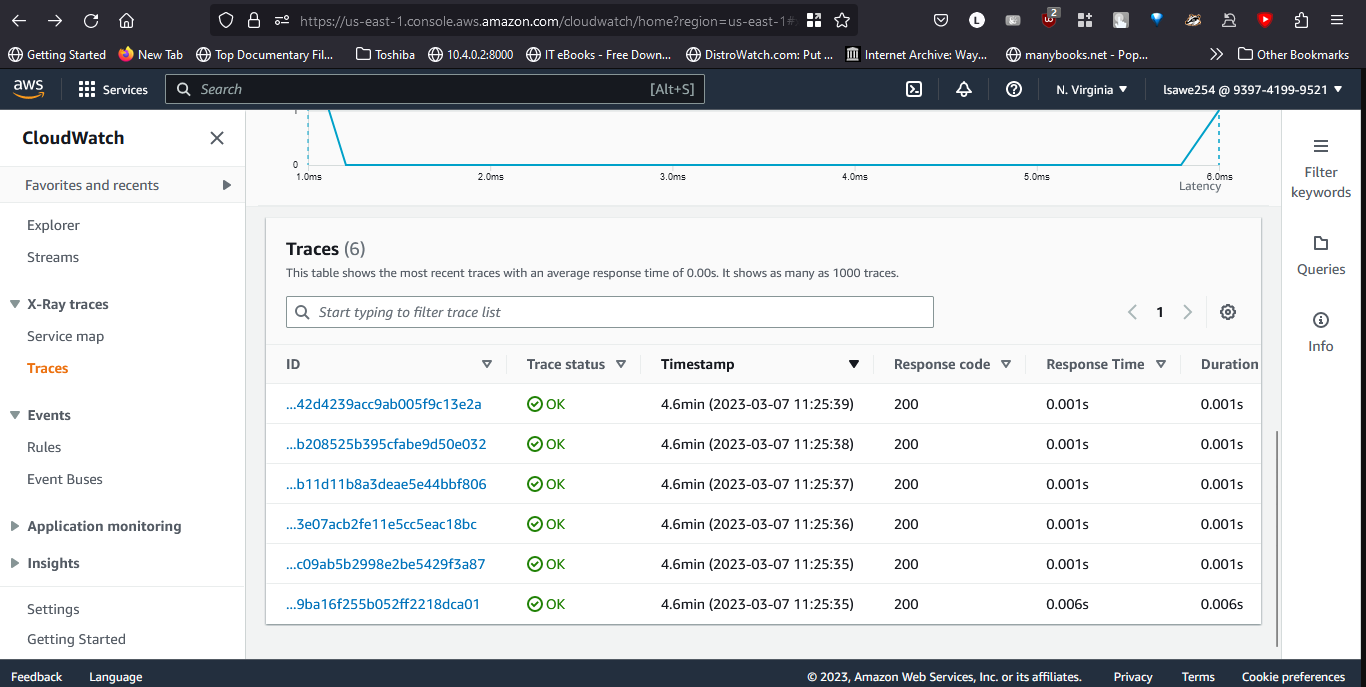 https://us-east-1.console.aws.amazon.com/cloudwatch/home?region=us-east-1#
2
Getting Started New Tab Top Documentary Fil... Toshiba 10.4.0.2:8000 IT eBooks - Free Down... DistroWatch.com: Put ... Internet Archive: Way... manybooks.net - Pop... Other Bookmarks
aws Services Search [Alt+S] N. Virginia lsawe254 @ 9397-4199-9521
CloudWatch
Favorites and recents
Explorer
Streams
X-Ray traces
Service map
Traces
Events
Rules
Event Buses
Application monitoring
Insights
Settings
Getting Started
0
1.0ms 2.0ms 3.0ms 4.0ms 5.0ms 6.0ms
Latency
Traces (6)
This table shows the most recent traces with an average response time of 0.00s. It shows as many as 1000 traces.
Start typing to filter trace list 1
ID Trace status Timestamp Response code Response Time Duration
...42d4239acc9ab005f9c13e2a OK 4.6min (2023-03-07 11:25:39) 200 0.001s 0.001s
...b208525b395cfabe9d50e032 OK 4.6min (2023-03-07 11:25:38) 200 0.001s 0.001s
...b11d11b8a3deae5e44bbf806 OK 4.6min (2023-03-07 11:25:37) 200 0.001s 0.001s
...3e07acb2fe11e5cc5eac18bc OK 4.6min (2023-03-07 11:25:36) 200 0.001s 0.001s
...c09ab5b2998e2be5429f3a87 OK 4.6min (2023-03-07 11:25:35) 200 0.001s 0.001s
...9ba16f255b052ff2218dca01 OK 4.6min (2023-03-07 11:25:35) 200 0.006s 0.006s
Filter
keywords
Queries
Info
Feedback Language © 2023, Amazon Web Services, Inc. or its affiliates. Privacy Terms Cookie preferences